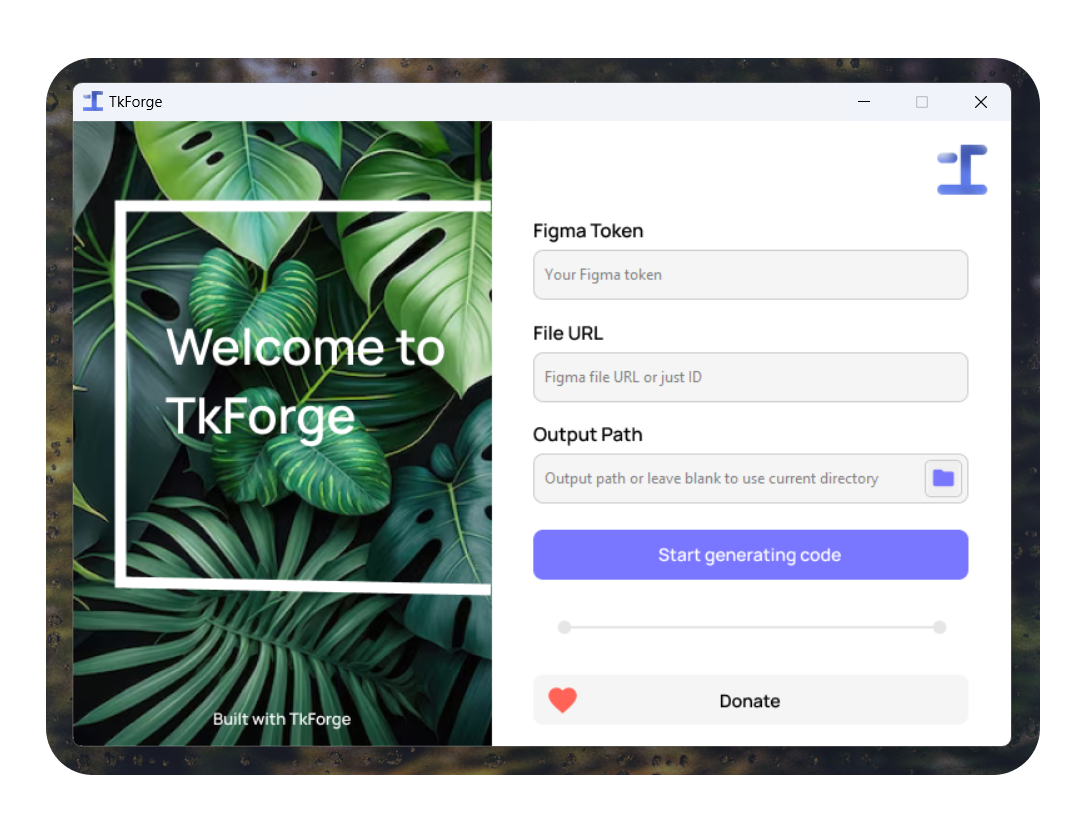 TkForge
Welcome to
TkForge
Built with TkForge
Figma Token
Your Figma token
File URL
Figma file URL or just ID
Output Path
Output path or leave blank to use current directory
Start generating code
Donate